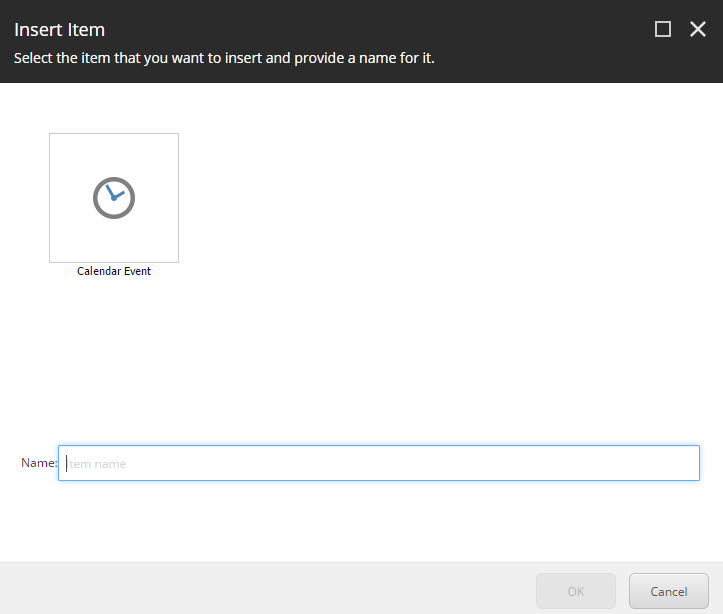 Insert Item
Select the item that you want to insert and provide a name for it.
Calendar Event
Name:
Item name
OK
Cancel